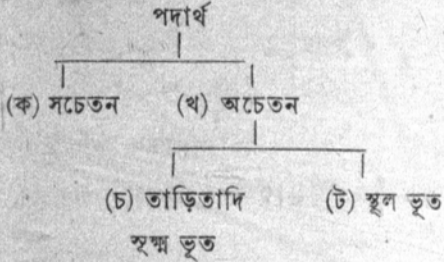 পদার্থ
(ক) সচেতন (খ) অচেতন
(চ) তাড়িতাদি (ট) স্থূল ভূত
সূক্ষ্ম ভূত